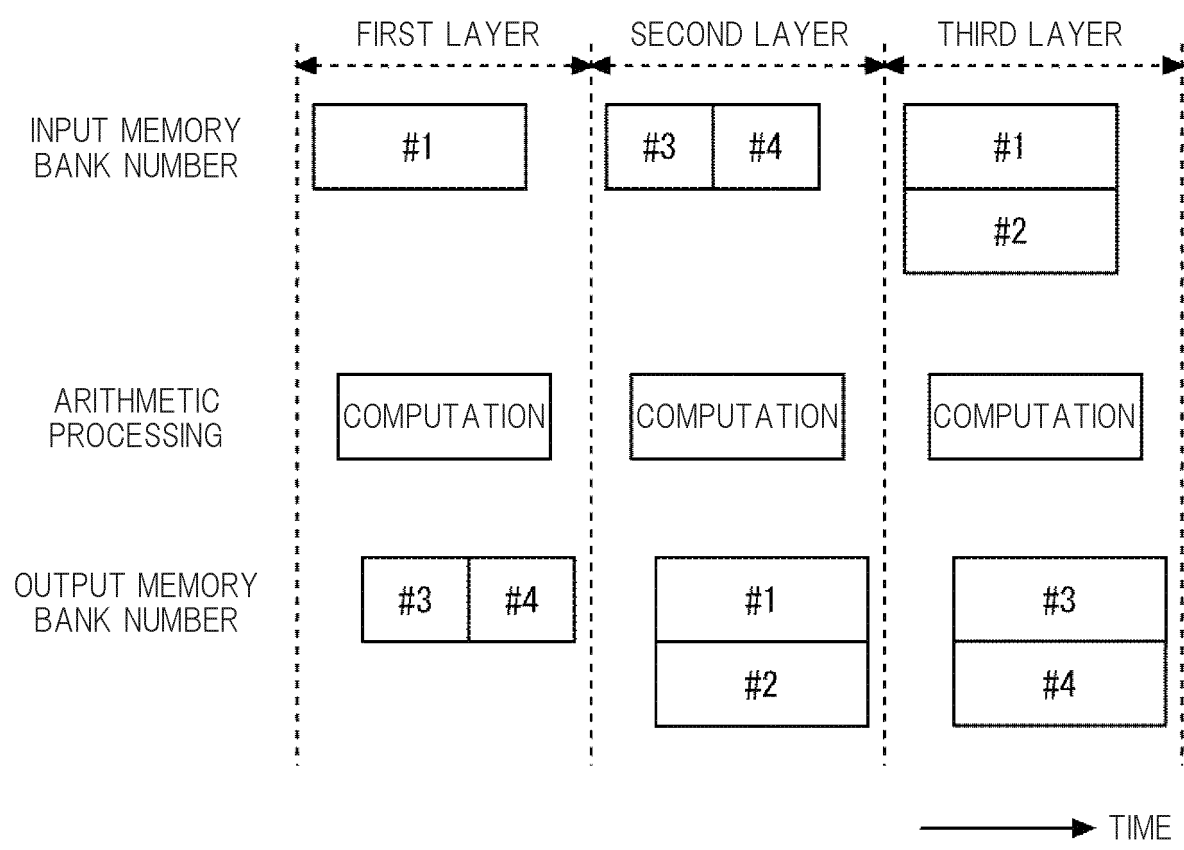 FIRST LAYER
SECOND LAYER
THIRD LAYER
INPUT MEMORY
BANK NUMBER
#1
#3
#4
#1
#2
ARITHMETIC
PROCESSING
COMPUTATION
COMPUTATION
COMPUTATION
OUTPUT MEMORY
BANK NUMBER
#3
#4
#1
#2
#3
#4
TIME